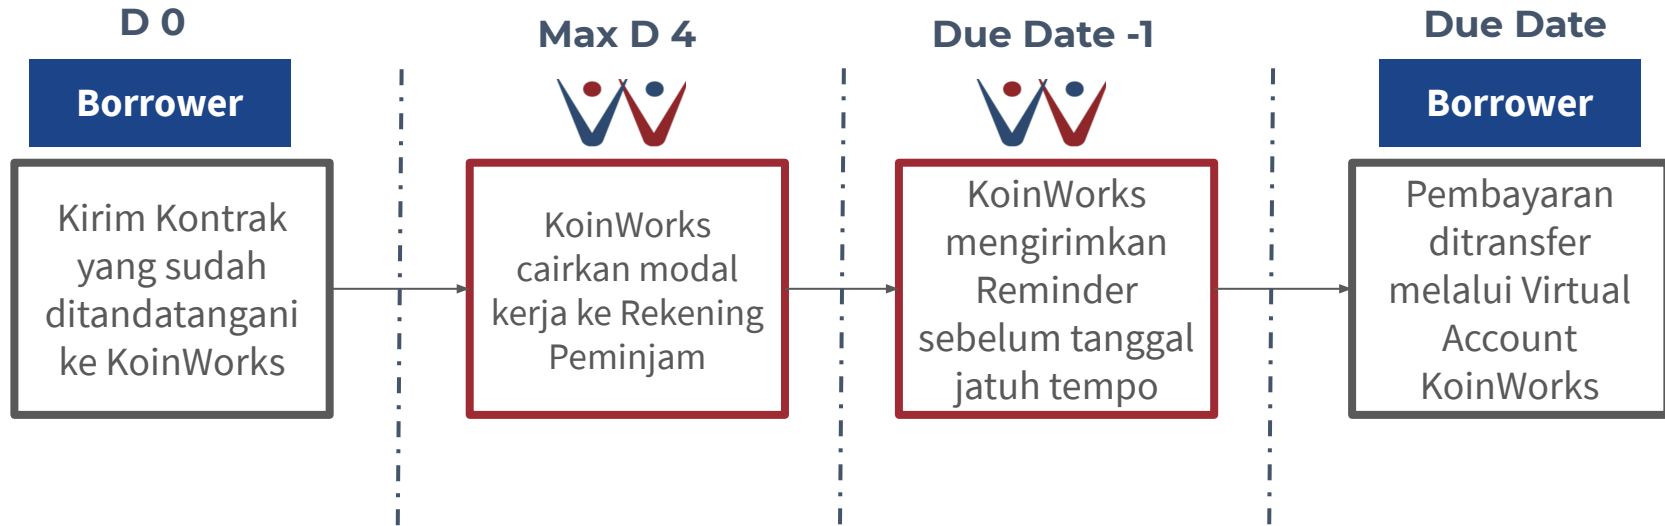 D 0
Borrower
Kirim Kontrak
yang sudah
ditandatangani
ke KoinWorks
Max D 4
KoinWorks
cairkan modal
kerja ke Rekening
Peminjam
Due Date -1
KoinWorks
mengirimkan
Reminder
sebelum tanggal
jatuh tempo
Due Date
Borrower
Pembayaran
ditransfer
melalui Virtual
Account
KoinWorks